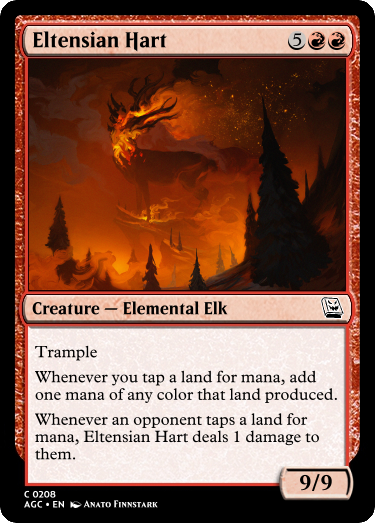 Eltensian Hart 5
Creature — Elemental Elk
Trample
Whenever you tap a land for mana, add
one mana of any color that land produced.
Whenever an opponent taps a land for
mana, Eltensian Hart deals 1 damage to
them.
9/9
C 0208
AGC • EN Anato Finnstark